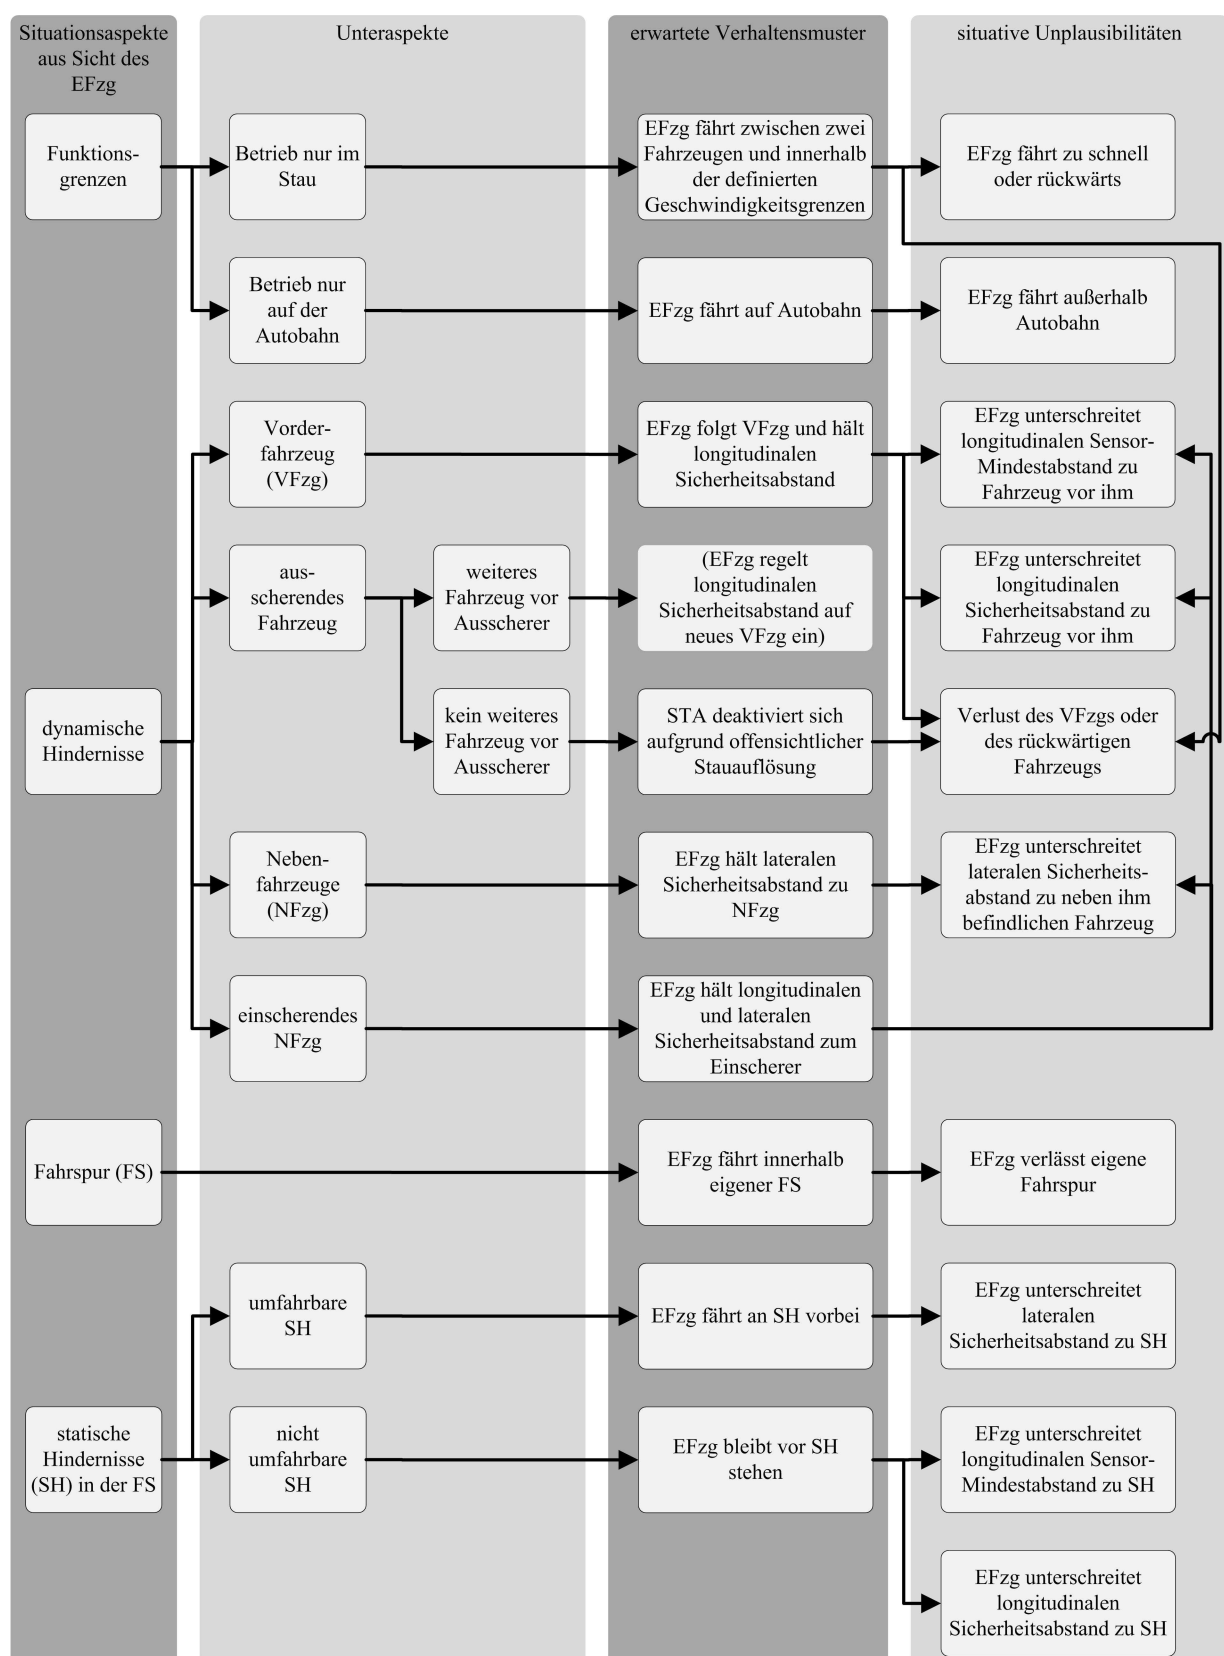 Situationsaspekte
aus Sicht des
EFzg
Unteraspekte
erwartete Verhaltensmuster
situative Unplausibilitäten
Funktions-
grenzen
Betrieb nur im
Stau
EFzg fährt zwischen zwei
Fahrzeugen und innerhalb
der definierten
Geschwindigkeitsgrenzen
EFzg fährt zu schnell
oder rückwärts
Betrieb nur
auf der
Autobahn
EFzg fährt auf Autobahn
EFzg fährt außerhalb
Autobahn
Vorder-
fahrzeug
(VFzg)
EFzg folgt VFzg und hält
longitudinalen
Sicherheitsabstand
EFzg unterschreitet
longitudinalen Sensor-
Mindestabstand zu
Fahrzeug vor ihm
aus-
scherendes
Fahrzeug
weiteres
Fahrzeug vor
Ausscherer
(EFzg regelt
longitudinalen
Sicherheitsabstand auf
neues VFzg ein)
EFzg unterschreitet
longitudinalen
Sicherheitsabstand zu
Fahrzeug vor ihm
dynamische
Hindernisse
kein weiteres
Fahrzeug vor
Ausscherer
STA deaktiviert sich
aufgrund offensichtlicher
Stauauflösung
Verlust des VFzgs oder
des rückwärtigen
Fahrzeugs
Neben-
fahrzeuge
(NFzg)
EFzg hält lateralen
Sicherheitsabstand zu
NFzg
EFzg unterschreitet
lateralen Sicherheits-
abstand zu neben ihm
befindlichen Fahrzeug
einscherendes
NFzg
EFzg hält longitudinalen
und lateralen
Sicherheitsabstand zum
Einscherer
Fahrspur (FS)
EFzg fährt innerhalb
eigener FS
EFzg verlässt eigene
Fahrspur
umfahrbare
SH
EFzg fährt an SH vorbei
EFzg unterschreitet
lateralen
Sicherheitsabstand zu SH
statische
Hindernisse
(SH) in der FS
nicht
umfahrbare
SH
EFzg bleibt vor SH
stehen
EFzg unterschreitet
longitudinalen Sensor-
Mindestabstand zu SH
EFzg unterschreitet
longitudinalen
Sicherheitsabstand zu SH